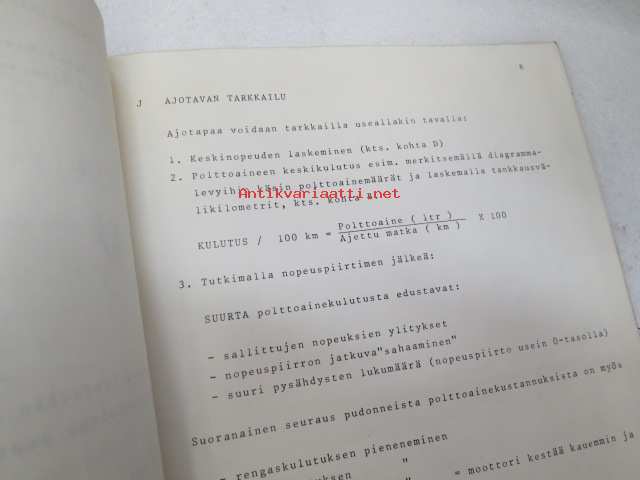 8
J AJOTAVAN TARKKAILU
Ajotapaa voidaan tarkkailla useallakin tavalla:
1. Keskinopeuden laskeminen (kts. kohta D)
2. Polttoaineen keskikulutus esim. merkitsemällä diagramma-
levyihin käsin polttoainemäärät ja laskemalla tankkausvä-
likilometrit, kts. kohta
Antikvariaatti.net
KULUTUS / 100 km = Polttoaine ( ltr ) X 100
Ajettu matka ( km )
3. Tutkimalla nopeuspiirtimen jälkeä:
SUURTA polttoainekulutusta edustavat:
- sallittujen nopeuksien ylitykset
- nopeuspiirron jatkuva "sahaaminen"
- suuri pysähdysten lukumäärä (nopeuspiirto usein O-tasolla)
Suoranainen seuraus pudonneista polttoainekustannuksista on myös
- rengaskulutuksen pieneneminen
"
" = moottori kestää kauemmin ja